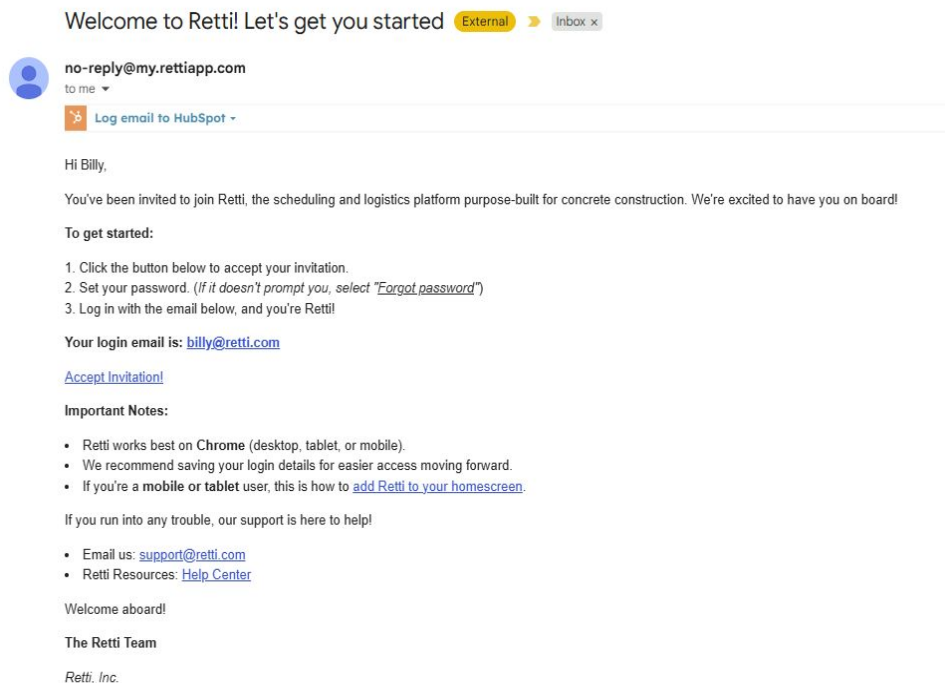 Welcome to Retti! Let's get you started External Inbox ×
no-reply@my.rettiapp.com
to me
Log email to HubSpot
Hi Billy,
You've been invited to join Retti, the scheduling and logistics platform purpose-built for concrete construction. We're excited to have you on board!
To get started:
1. Click the button below to accept your invitation.
2. Set your password. (If it doesn't prompt you, select "Forgot password")
3. Log in with the email below, and you're Retti!
Your login email is: billy@retti.com
Accept Invitation!
Important Notes:
• Retti works best on Chrome (desktop, tablet, or mobile).
• We recommend saving your login details for easier access moving forward.
• If you're a mobile or tablet user, this is how to add Retti to your homescreen.
If you run into any trouble, our support is here to help!
• Email us: support@retti.com
• Retti Resources: Help Center
Welcome aboard!
The Retti Team
Retti, Inc.